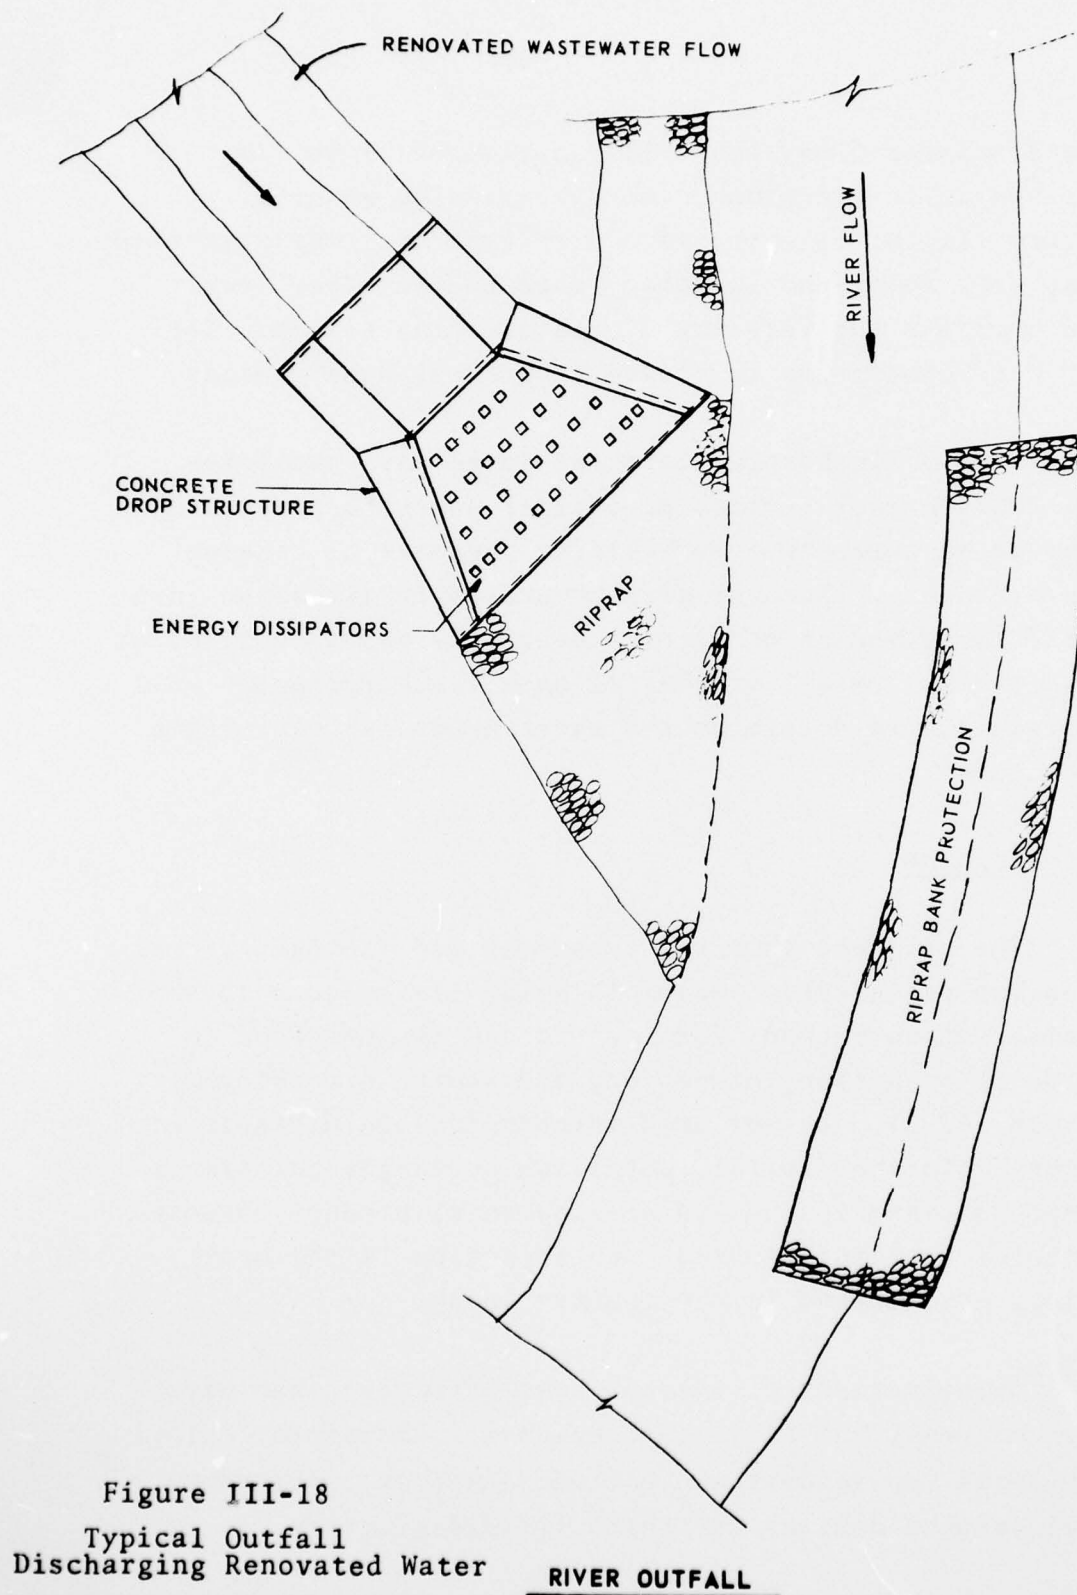 RENOVATED WASTEWATER FLOW
RIVER FLOW
CONCRETE
DROP STRUCTURE
ENERGY DISSIPATORS
RIPRAP
RIPRAP BANK PROTECTION
Figure III-18
Typical Outfall
Discharging Renovated Water
RIVER OUTFALL